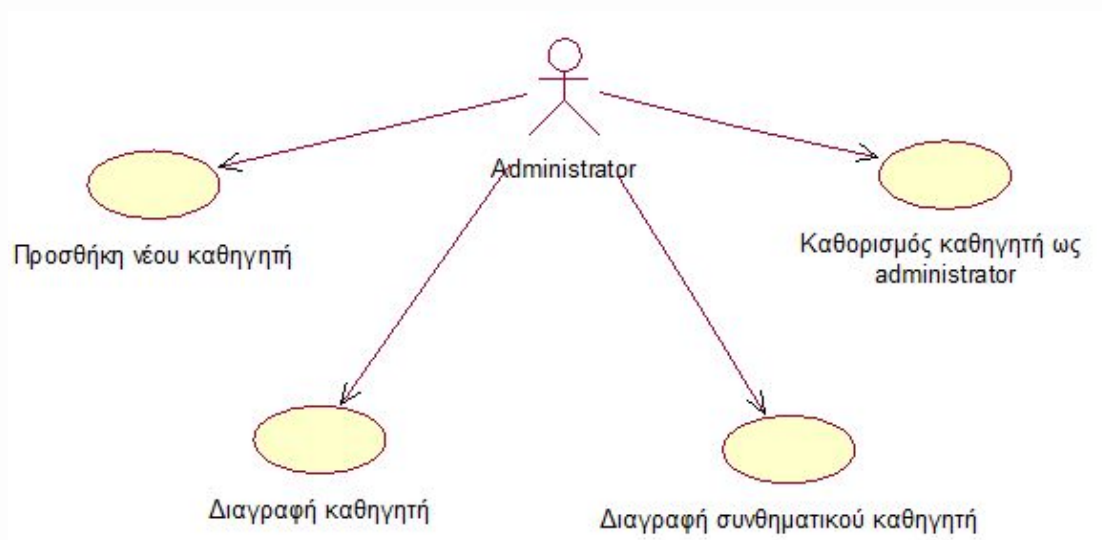 Administrator
Προσθήκη νέου καθηγητή
Καθορισμός καθηγητή ως
administrator
Διαγραφή καθηγητή
Διαγραφή συνθηματικού καθηγητή